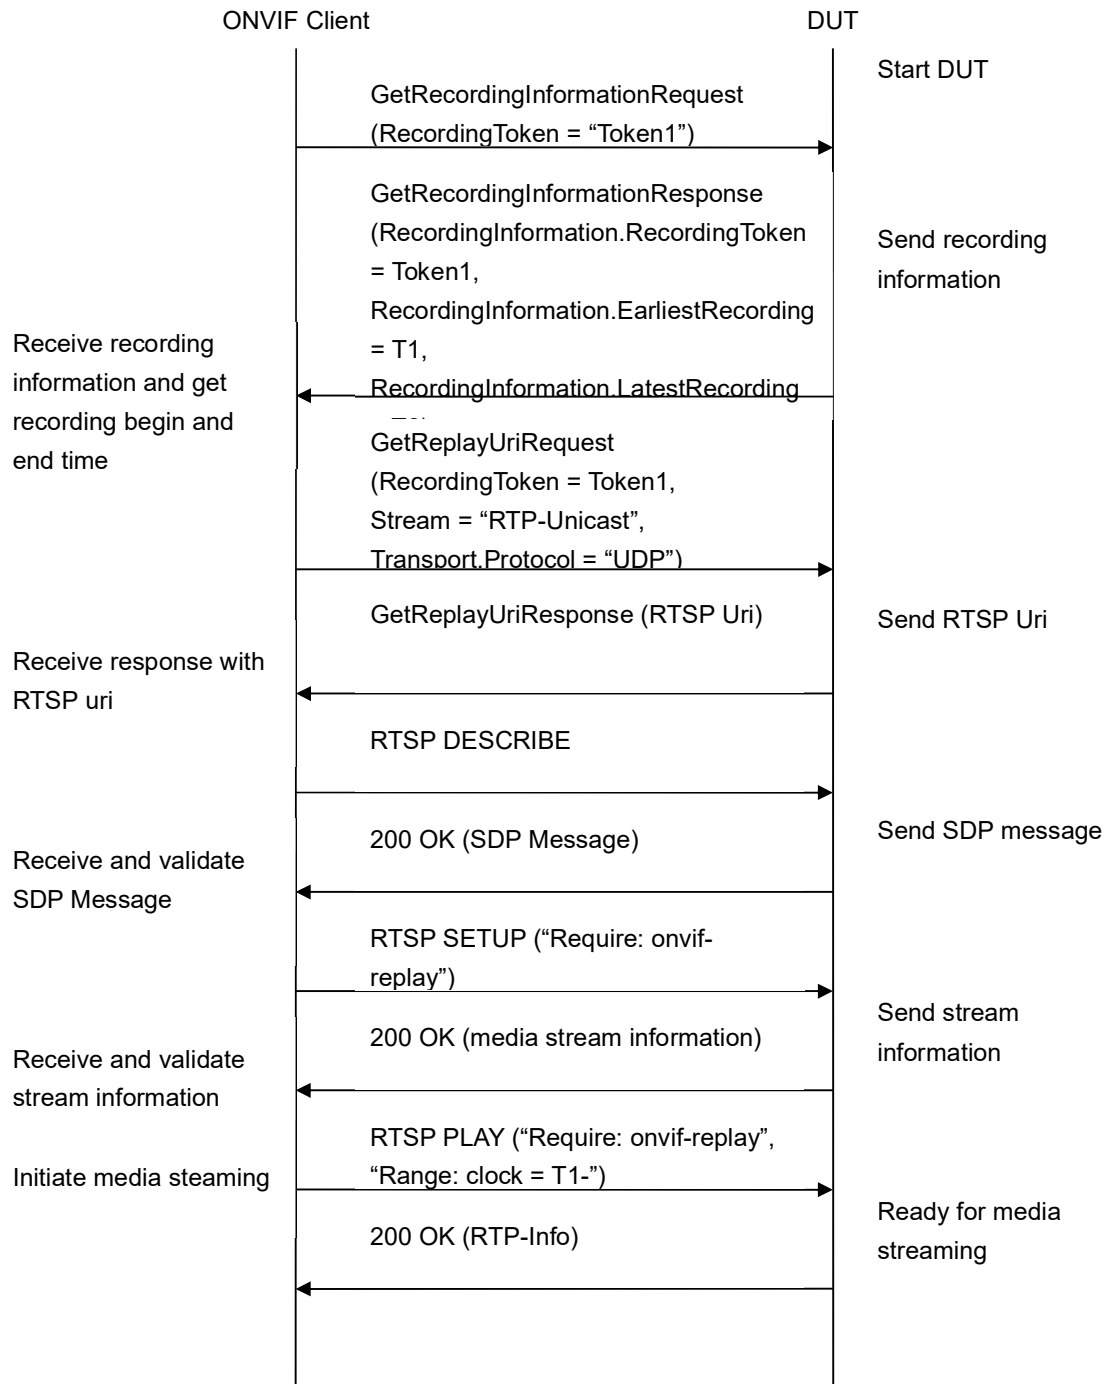 ONVIF Client
DUT
Start DUT
GetRecordingInformationRequest
(RecordingToken = “Token1”)
GetRecordingInformationResponse
(RecordingInformation.RecordingToken
= Token1,
RecordingInformation.EarliestRecording
= T1,
RecordingInformation.LatestRecording
Send recording
information
Receive recording
information and get
recording begin and
end time
GetReplayUriRequest
(RecordingToken = Token1,
Stream = “RTP-Unicast”,
Transport.Protocol = “UDP”)
GetReplayUriResponse (RTSP Uri)
Send RTSP Uri
Receive response with
RTSP uri
RTSP DESCRIBE
200 OK (SDP Message)
Send SDP message
Receive and validate
SDP Message
RTSP SETUP (“Require: onvif-
replay”)
200 OK (media stream information)
Send stream
information
Receive and validate
stream information
RTSP PLAY (“Require: onvif-replay”,
“Range: clock = T1-”)
Initiate media steaming
200 OK (RTP-Info)
Ready for media
streaming